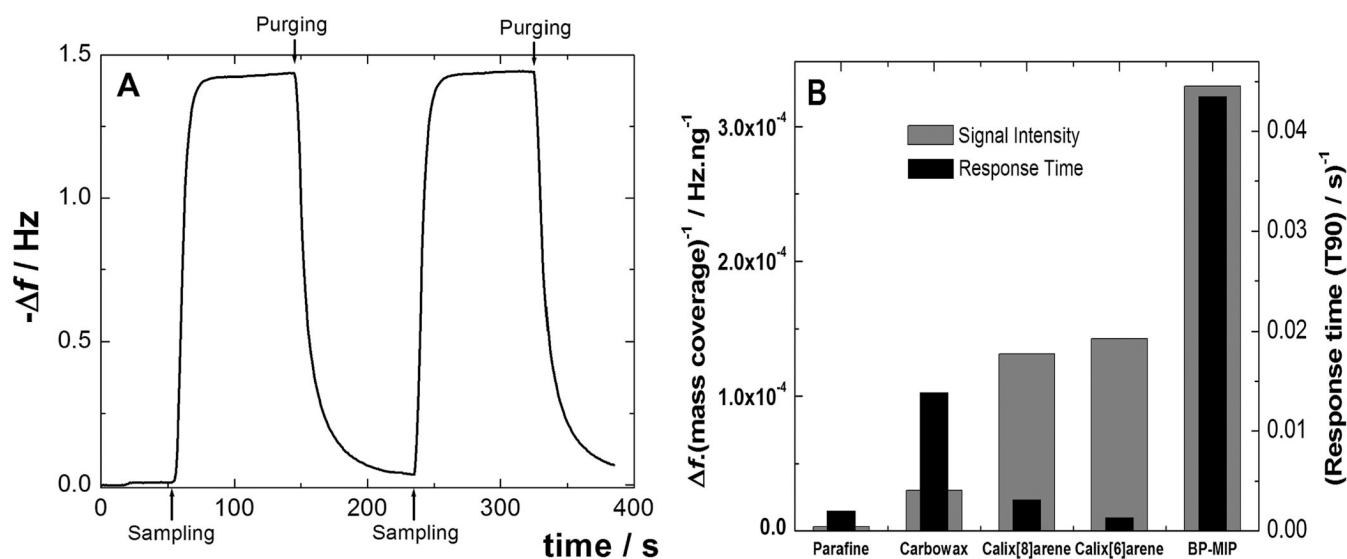 Purging
Purging
A
1.5
1.0
0.5
0.0
-Δf / Hz
0
100
200
300
400
Sampling
Sampling
time / s
B
Signal Intensity
Response Time
3.0x10⁻⁴
2.0x10⁻⁴
1.0x10⁻⁴
0.0
Δf.(mass coverage)⁻¹ / Hz.ng⁻¹
0.04
0.03
0.02
0.01
0.00
(Response time (T90) / s)⁻¹
Parafine
Carbowax
Calix[8]arene
Calix[6]arene
BP-MIP